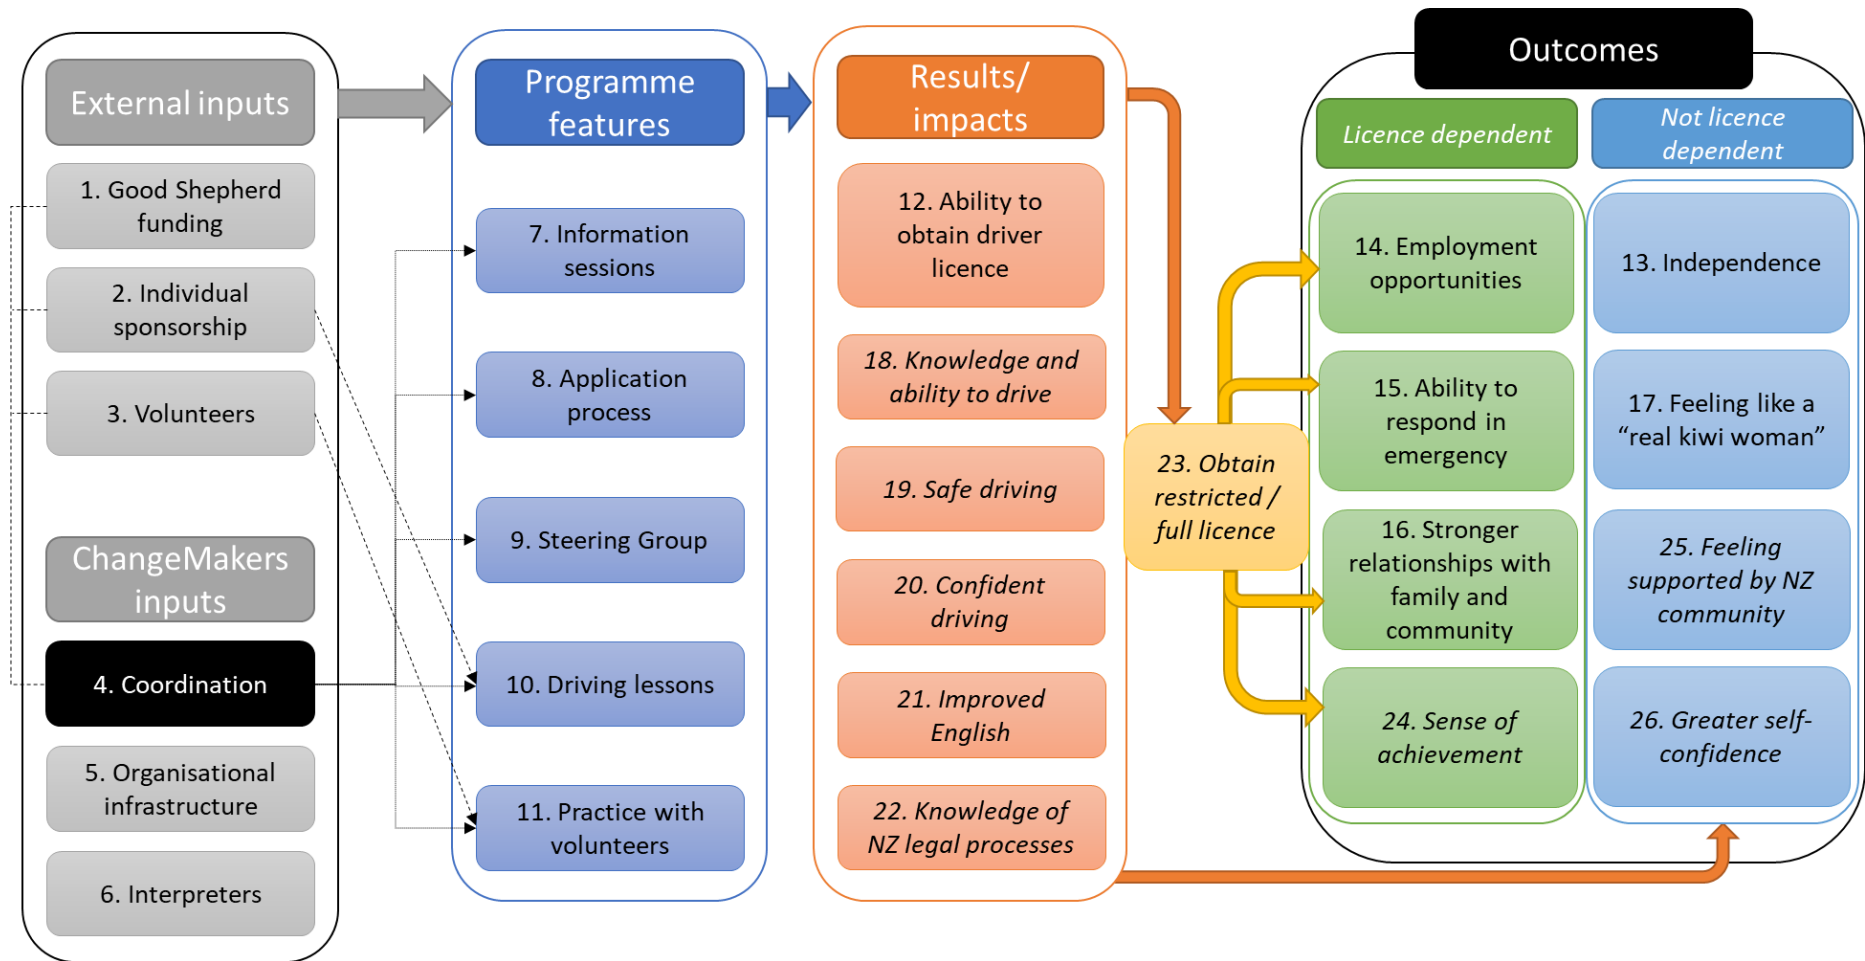 External inputs
1. Good Shepherd
funding
2. Individual
sponsorship
3. Volunteers
ChangeMakers
inputs
4. Coordination
5. Organisational
infrastructure
6. Interpreters
Programme
features
7. Information
sessions
8. Application
process
9. Steering Group
10. Driving lessons
11. Practice with
volunteers
Results/
impacts
12. Ability to
obtain driver
licence
18. Knowledge and
ability to drive
19. Safe driving
20. Confident
driving
21. Improved
English
22. Knowledge of
NZ legal processes
23. Obtain
restricted /
full licence
Outcomes
Licence dependent
14. Employment
opportunities
15. Ability to
respond in
emergency
16. Stronger
relationships with
family and
community
24. Sense of
achievement
Not licence
dependent
13. Independence
17. Feeling like a
“real kiwi woman”
25. Feeling
supported by NZ
community
26. Greater self-
confidence